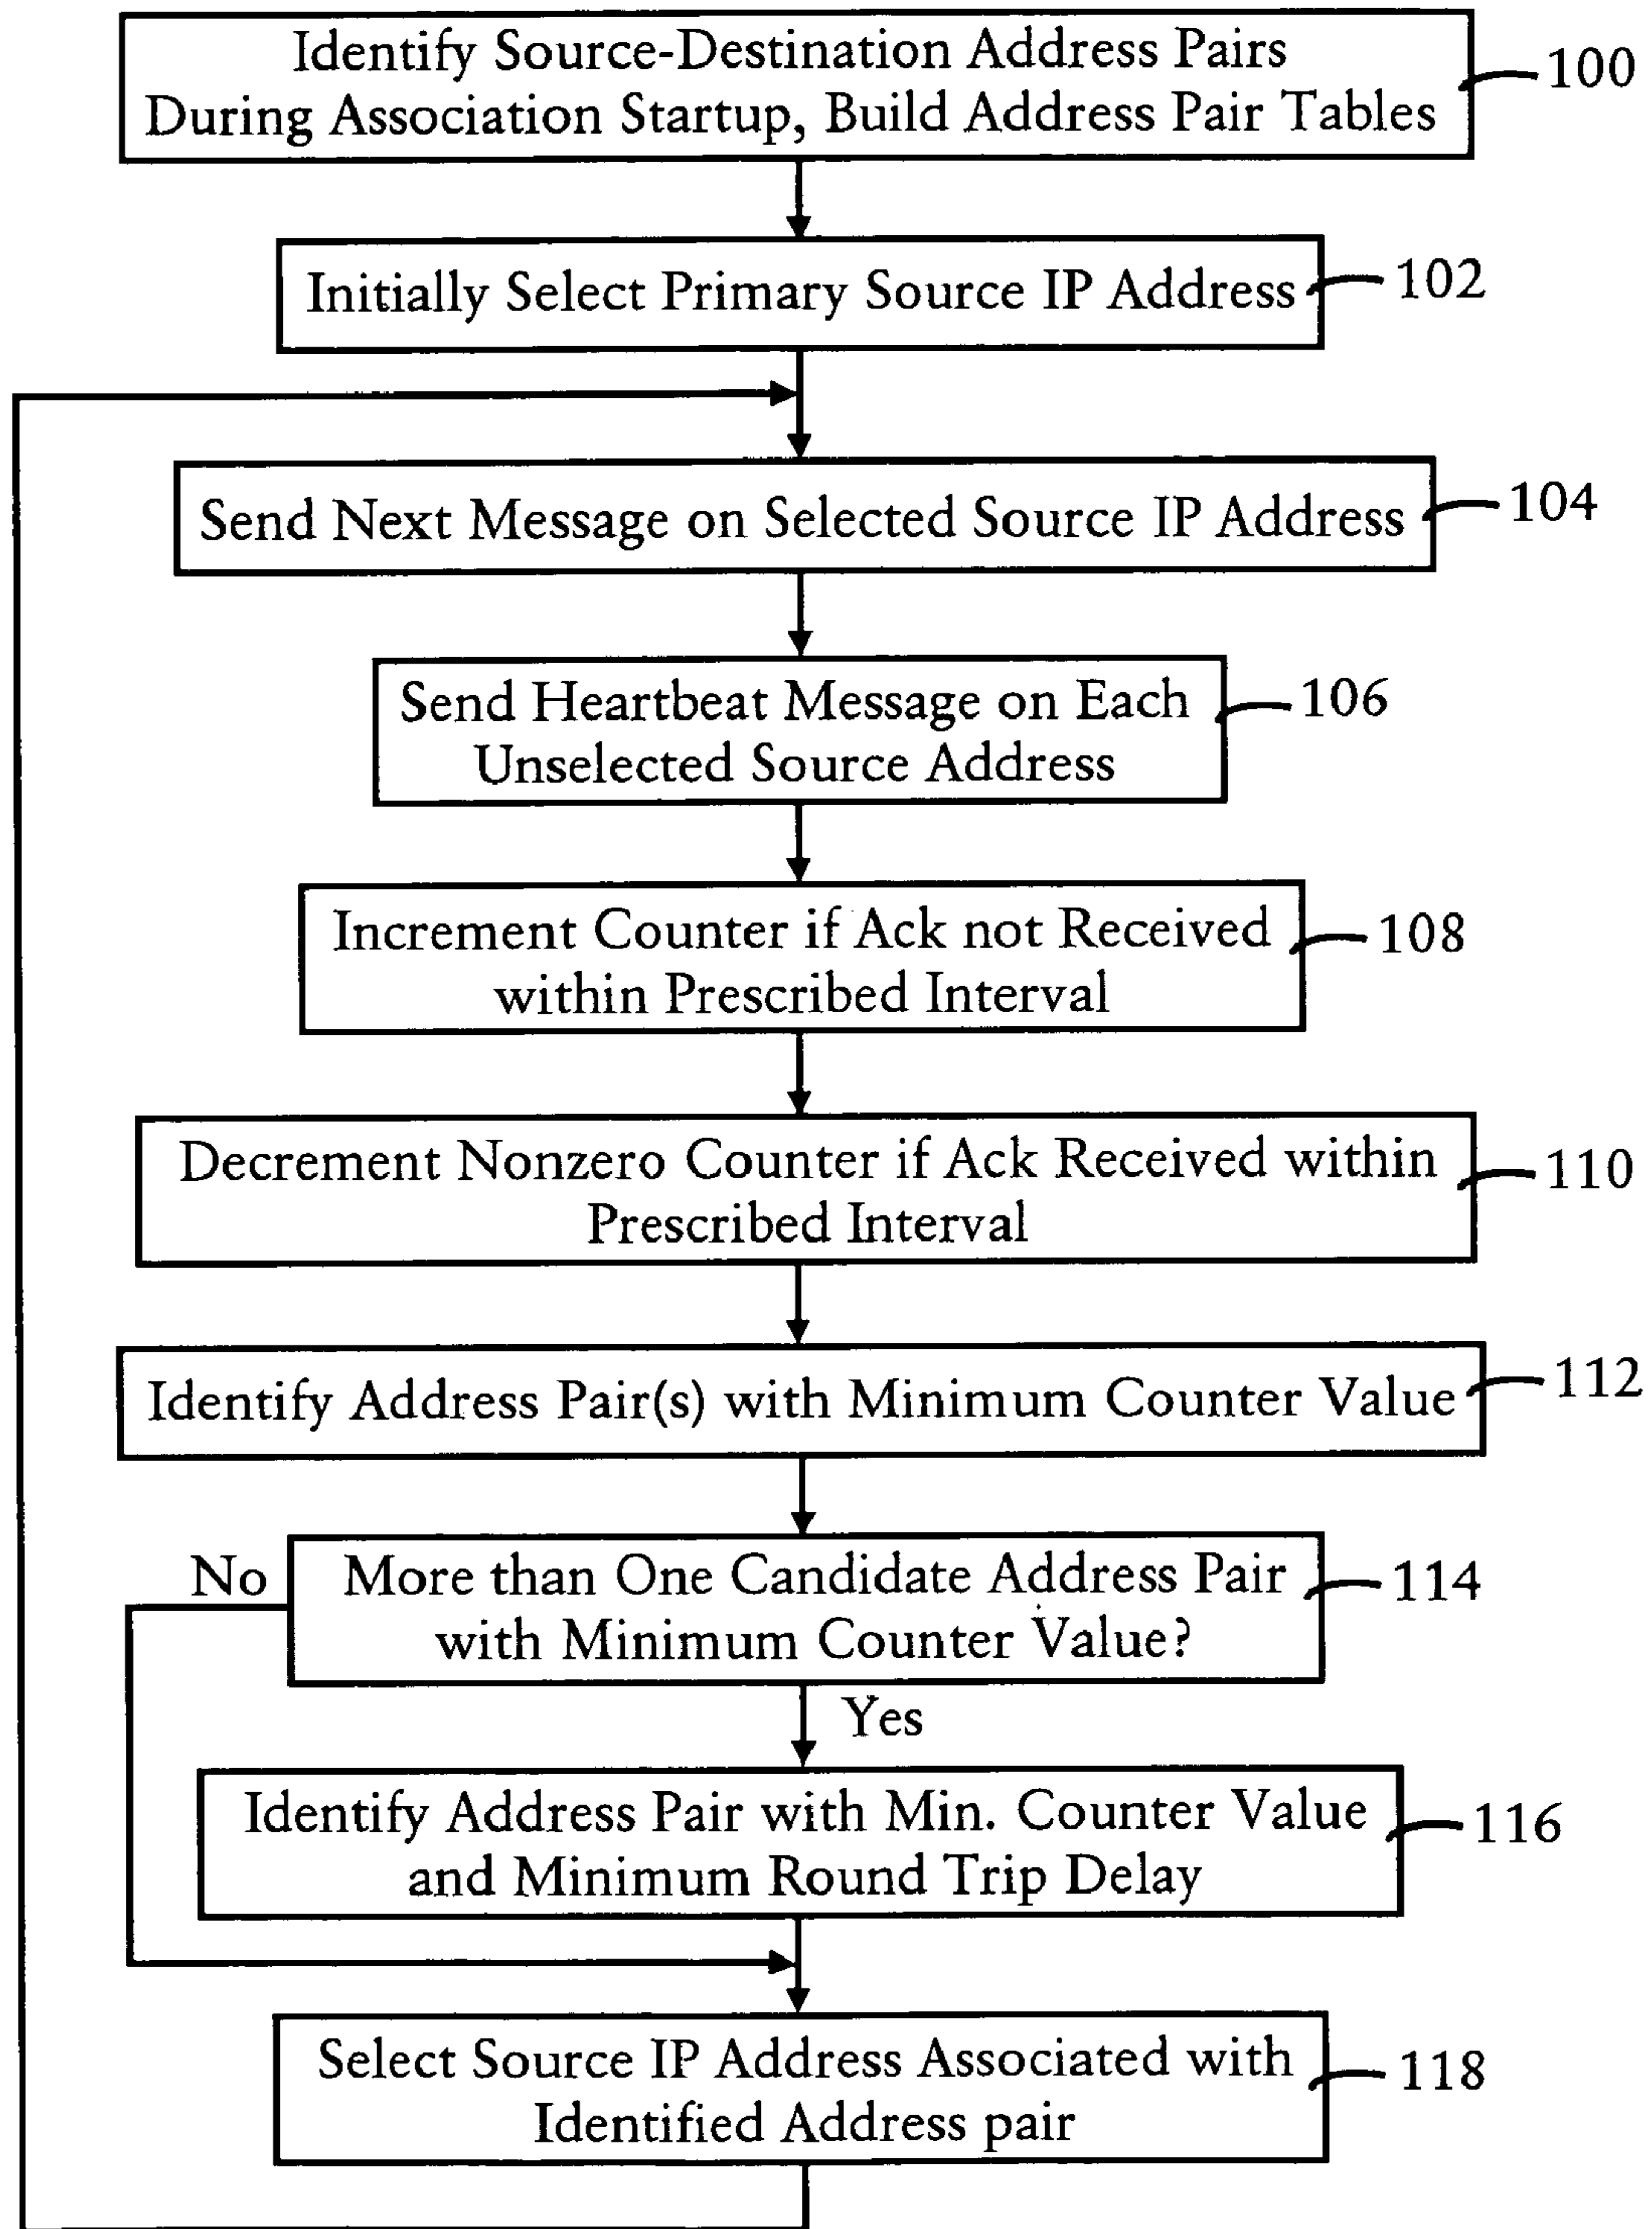 Identify Source-Destination Address Pairs
During Association Startup, Build Address Pair Tables
100
Initially Select Primary Source IP Address
102
Send Next Message on Selected Source IP Address
104
Send Heartbeat Message on Each
Unselected Source Address
106
Increment Counter if Ack not Received
within Prescribed Interval
108
Decrement Nonzero Counter if Ack Received within
Prescribed Interval
110
Identify Address Pair(s) with Minimum Counter Value
112
No
More than One Candidate Address Pair
with Minimum Counter Value?
114
Yes
Identify Address Pair with Min. Counter Value
and Minimum Round Trip Delay
116
Select Source IP Address Associated with
Identified Address pair
118